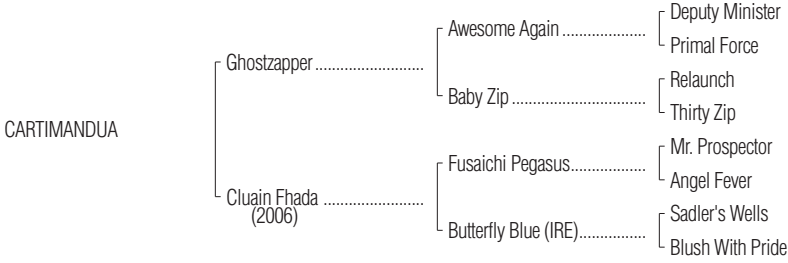 CARTIMANDUA
Ghostzapper..........................
Cluain Fhada ........................
(2006)
Awesome Again ....................
Baby Zip ................................
Fusaichi Pegasus..................
Butterfly Blue (IRE)................
Deputy Minister
Primal Force
Relaunch
Thirty Zip
Mr. Prospector
Angel Fever
Sadler's Wells
Blush With Pride